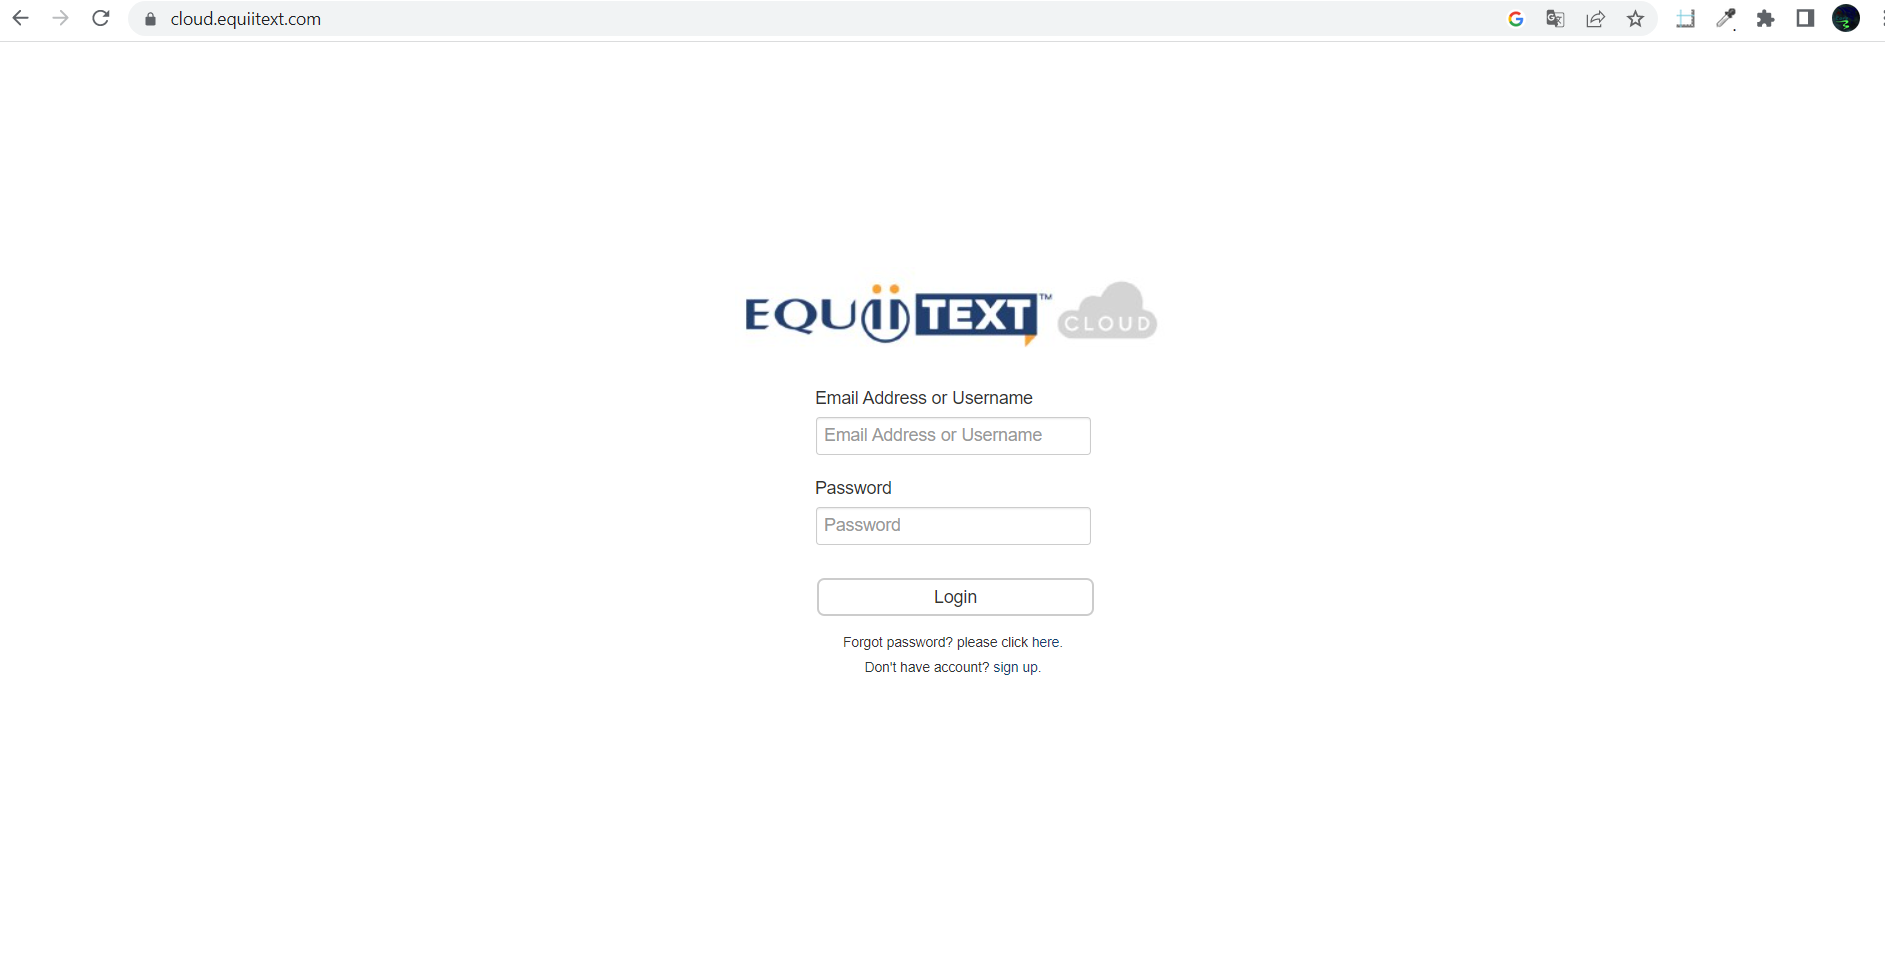 cloud.equiitext.com
EQUiiTEXT™ CLOUD
Email Address or Username
Email Address or Username
Password
Password
Login
Forgot password? please click here.
Don't have account? sign up.